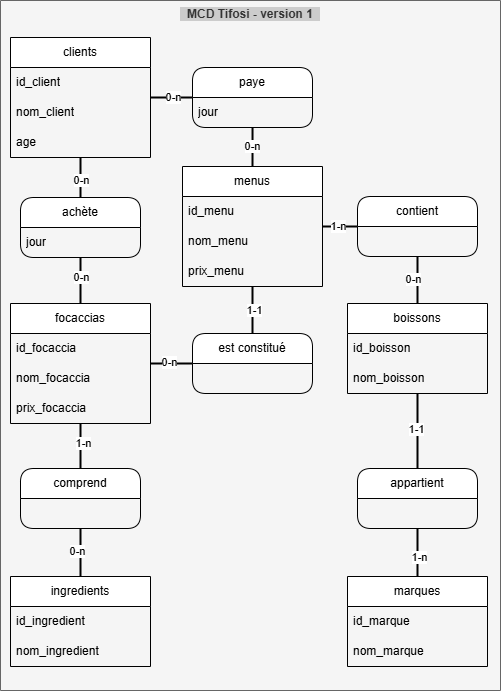 MCD Tifosi - version 1
clients
id_client
nom_client
age
0-n
paye
jour
0-n
0-n
achète
jour
0-n
menus
id_menu
nom_menu
prix_menu
1-n
contient
0-n
1-1
focaccias
id_focaccia
nom_focaccia
prix_focaccia
0-n
est constitué
boissons
id_boisson
nom_boisson
1-n
1-1
comprend
appartient
0-n
1-n
ingredients
id_ingredient
nom_ingredient
marques
id_marque
nom_marque